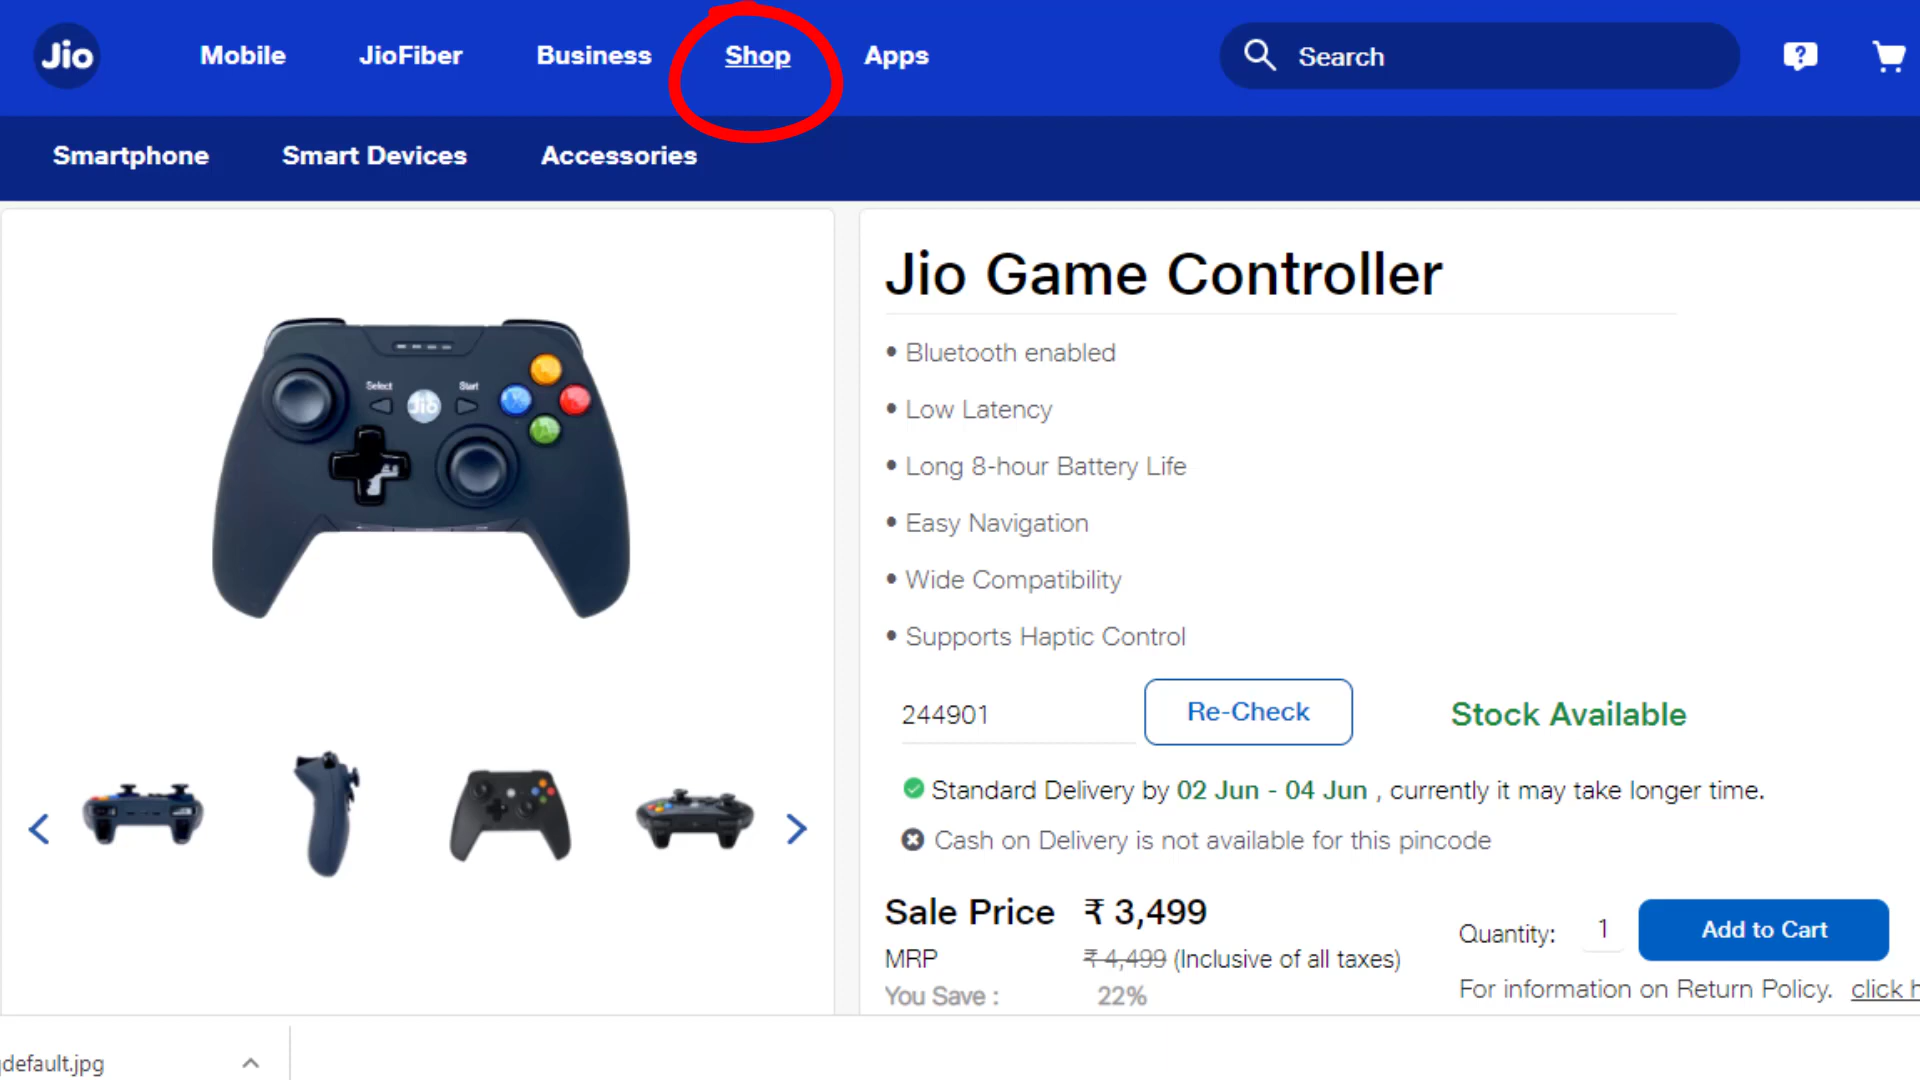 Jio Mobile JioFiber Business Shop Apps Search
Smartphone Smart Devices Accessories
Jio Game Controller
• Bluetooth enabled
• Low Latency
• Long 8-hour Battery Life
• Easy Navigation
• Wide Compatibility
• Supports Haptic Control
Select Start
Jio
244901 Re-Check Stock Available
Standard Delivery by 02 Jun - 04 Jun , currently it may take longer time.
Cash on Delivery is not available for this pincode
Sale Price ₹ 3,499
MRP ₹ 4,499 (Inclusive of all taxes)
You Save : 22%
Quantity: 1 Add to Cart
For information on Return Policy. click h
default.jpg